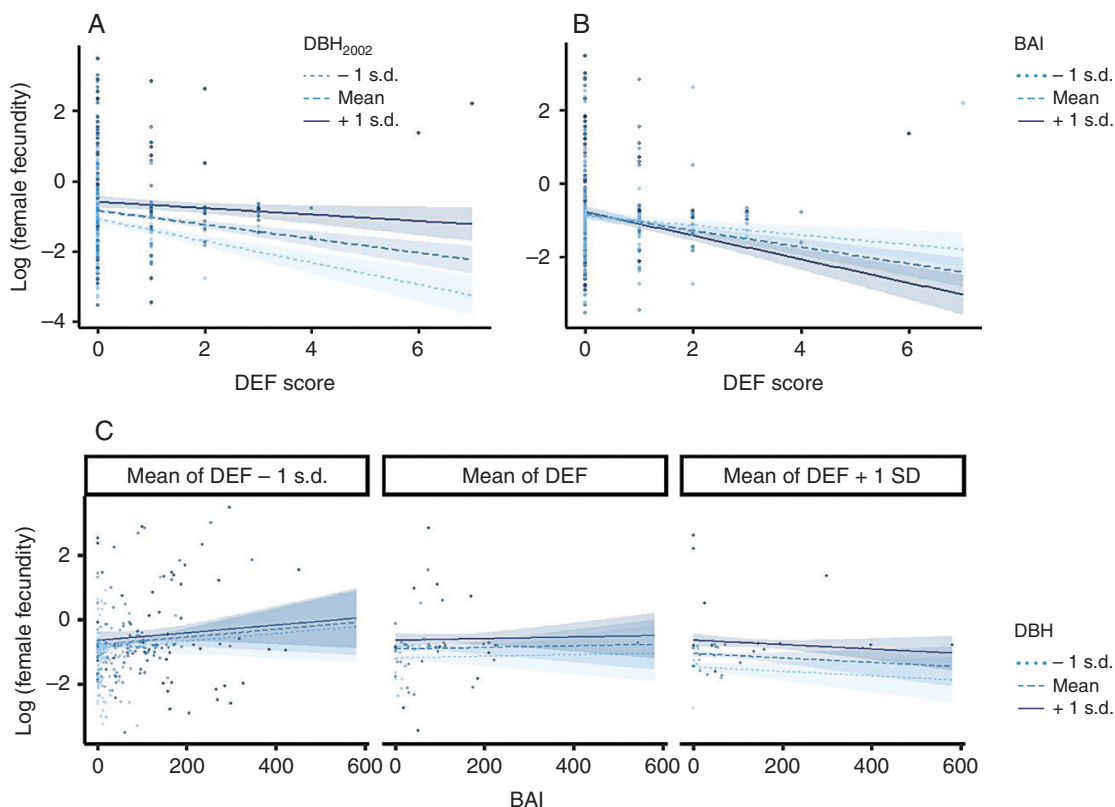 A
DBH2002
– 1 s.d.
Mean
+ 1 s.d.
Log (female fecundity)
2
0
–2
–4
0
2
4
6
DEF score
B
BAI
– 1 s.d.
Mean
+ 1 s.d.
2
0
–2
0
2
4
6
DEF score
C
Mean of DEF – 1 s.d.
Mean of DEF
Mean of DEF + 1 SD
Log (female fecundity)
2
0
–2
0
200
400
600
0
200
400
600
0
200
400
600
BAI
DBH
– 1 s.d.
Mean
+ 1 s.d.